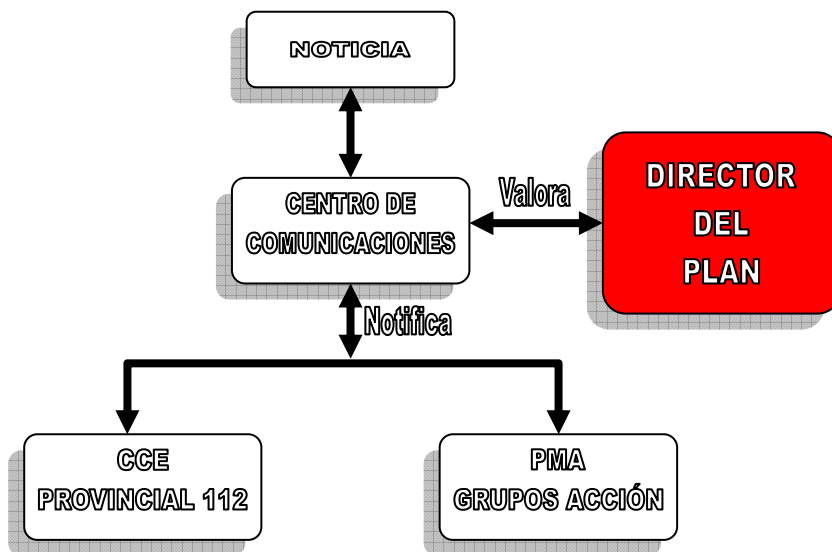 NOTICIA
CENTRO DE
COMUNICACIONES
Valora
DIRECTOR
DEL
PLAN
Notifica
CCE
PROVINCIAL 112
PMA
GRUPOS ACCIÓN